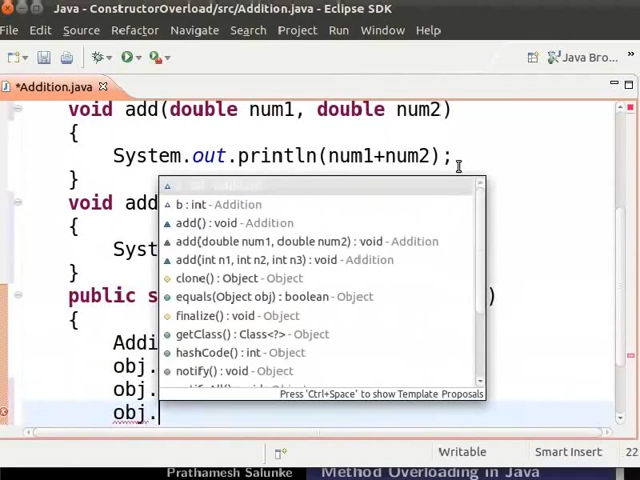 Java - ConstructorOverload/src/Addition.java - Eclipse SDK
File Edit Source Refactor Navigate Search Project Run Window Help
Java Bro... »
*Addition.java
void add(double num1, double num2)
{
System.out.println(num1+num2);
}
void add
{
Syst
}
public s )
{
Addi
obj.
obj.
obj.
b : int - Addition
add() : void - Addition
add(double num1, double num2) : void - Addition
add(int n1, int n2, int n3) : void - Addition
clone() : Object - Object
equals(Object obj) : boolean - Object
finalize() : void - Object
getClass() : Class<?> - Object
hashCode() : int - Object
notify() : void - Object
notifyAll() : void - Object
Press 'Ctrl+Space' to show Template Proposals
Writable Smart Insert 22
Prathamesh Salunke Method Overloading in Java